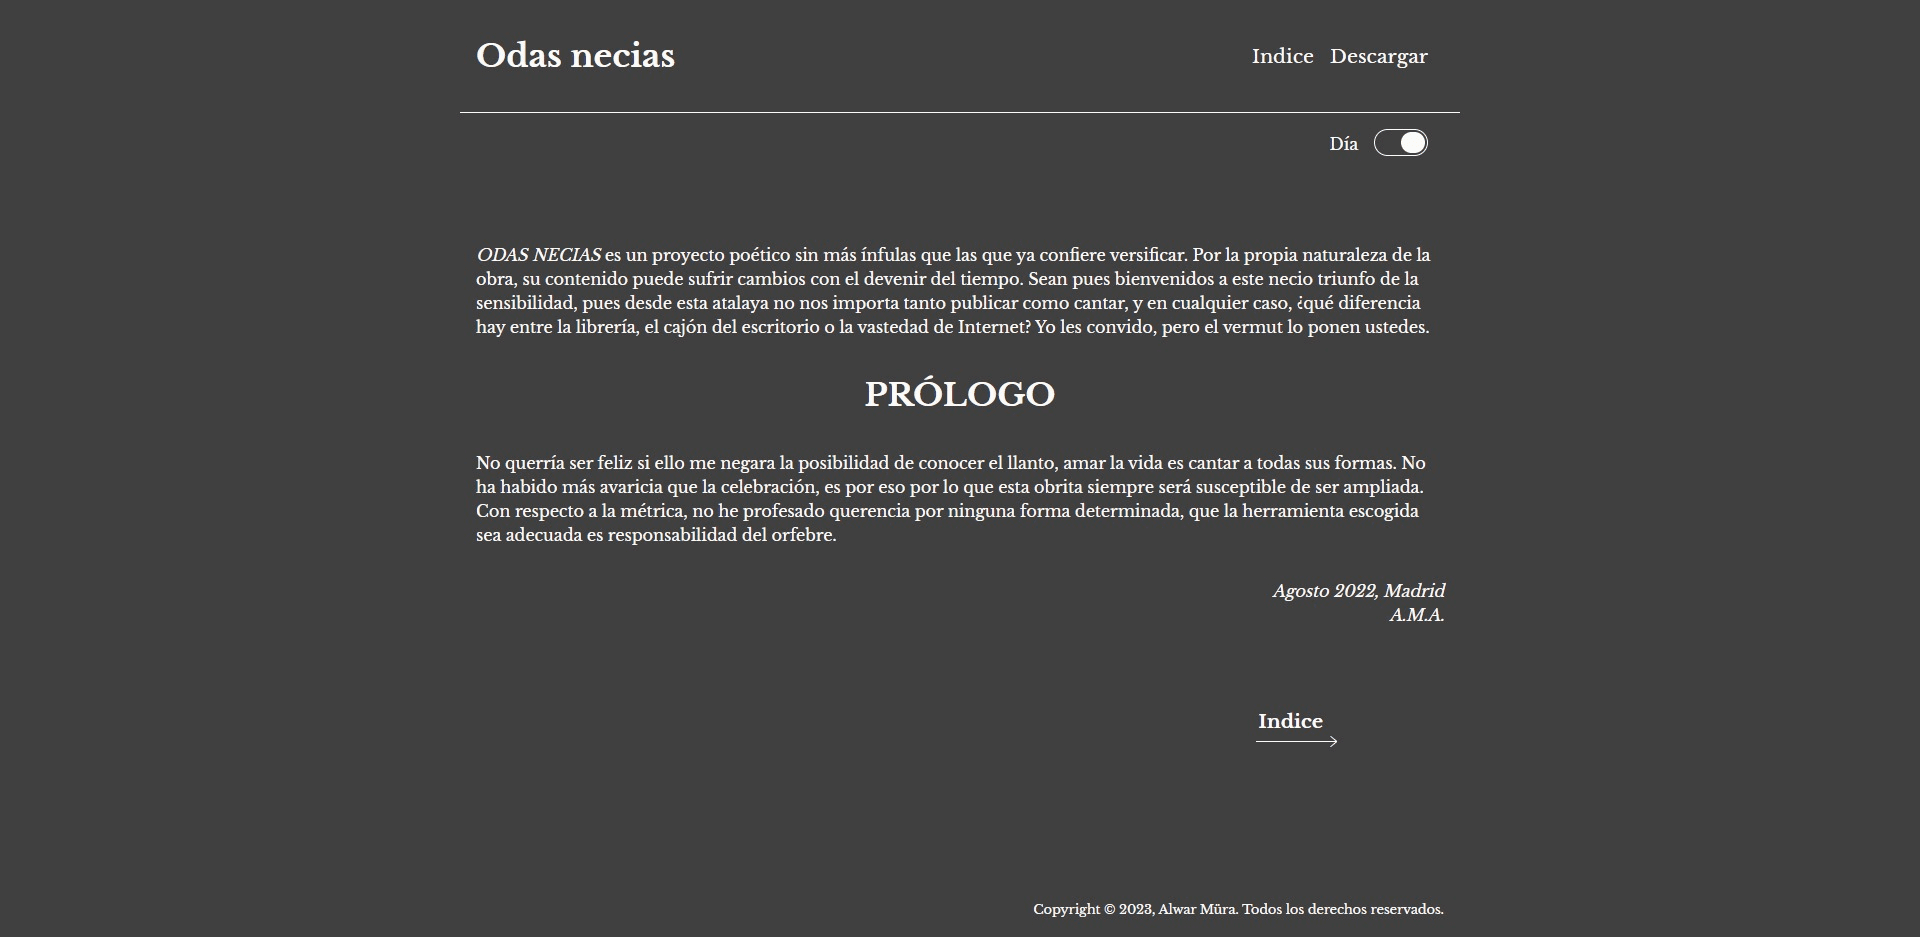 Odas necias
Indice Descargar
Día
ODAS NECIAS es un proyecto poético sin más ínfulas que las que ya confiere versificar. Por la propia naturaleza de la
obra, su contenido puede sufrir cambios con el devenir del tiempo. Sean pues bienvenidos a este necio triunfo de la
sensibilidad, pues desde esta atalaya no nos importa tanto publicar como cantar, y en cualquier caso, ¿qué diferencia
hay entre la librería, el cajón del escritorio o la vastedad de Internet? Yo les convido, pero el vermut lo ponen ustedes.
PRÓLOGO
No querría ser feliz si ello me negara la posibilidad de conocer el llanto, amar la vida es cantar a todas sus formas. No
ha habido más avaricia que la celebración, es por eso por lo que esta obrita siempre será susceptible de ser ampliada.
Con respecto a la métrica, no he profesado querencia por ninguna forma determinada, que la herramienta escogida
sea adecuada es responsabilidad del orfebre.
Agosto 2022, Madrid
A.M.A.
Indice
Copyright © 2023, Alwar Mūra. Todos los derechos reservados.